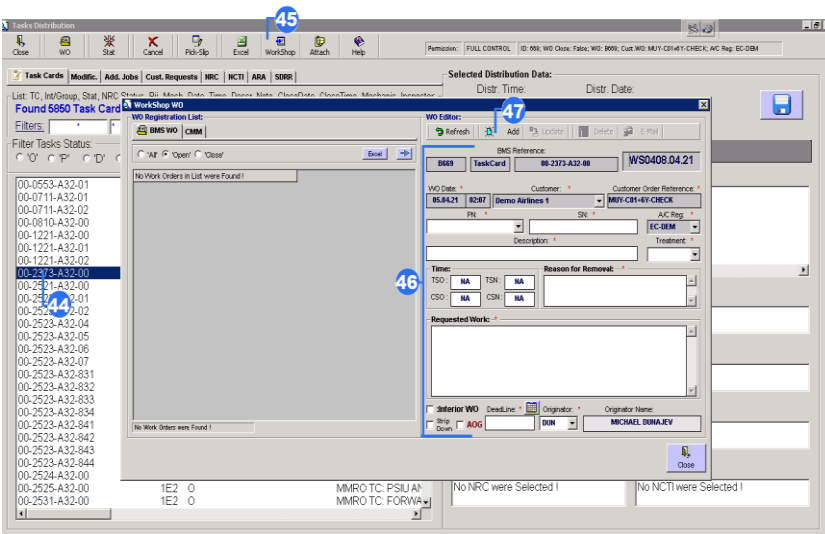 45
Tasks Distribution
Close
WO
Stat
Cancel
Pick-Slip
Excel
WorkShop
Attach
Help
Permission: FULL CONTROL ID: 669; WO Close: False; WO: B669; Cust.WO: MUY-C01+6Y-CHECK; A/C Reg: EC-DEM
Task Cards
Modific.
Add. Jobs
Cust. Requests
NRC
NCTI
ARA
SDRR
Selected Distribution Data:
Distr. Time:
Distr. Date:
Found 5850 Task Card
Filters:
Filter Tasks Status:
'O'
'P'
'D'
00-0553-A32-01
00-0711-A32-01
00-0711-A32-02
00-0810-A32-00
00-1221-A32-00
00-1221-A32-01
00-1221-A32-02
00-2373-A32-00
00-2521-A32-00
44
00-2523-A32-04
00-2523-A32-05
00-2523-A32-06
00-2523-A32-07
00-2523-A32-831
00-2523-A32-832
00-2523-A32-833
00-2523-A32-834
00-2523-A32-841
00-2523-A32-842
00-2523-A32-843
00-2523-A32-844
00-2524-A32-00
00-2525-A32-00 1E2 O MMRO TC: PSIU AN
00-2531-A32-00 1E2 O MMRO TC: FORWA
WorkShop WO
WO Registration List:
BMS WO
CMM
'All' 'Open' 'Close'
Excel
No Work Orders in List were Found !
No Work Orders were Found !
47
WO Editor:
Refresh
Add
Update
Delete
E-Mail
46
BMS Reference:
B669
TaskCard
00-2373-A32-00
WS0408.04.21
WO Date: *
Customer: *
Customer Order Reference: *
05.04.21
02:07
Demo Airlines 1
MUY-C01+6Y-CHECK
PN: *
SN: *
A/C Reg: *
EC-DEM
Description: *
Treatment: *
Time:
Reason for Removal: *
TSO: NA TSN: NA
CSO: NA CSN: NA
Requested Work: *
Interior WO
DeadLine: *
Originator: *
Originator Name:
Strip Down
AOG
DUN
MICHAEL DUNAJEV
Close
No NRC were Selected !
No NCTI were Selected !